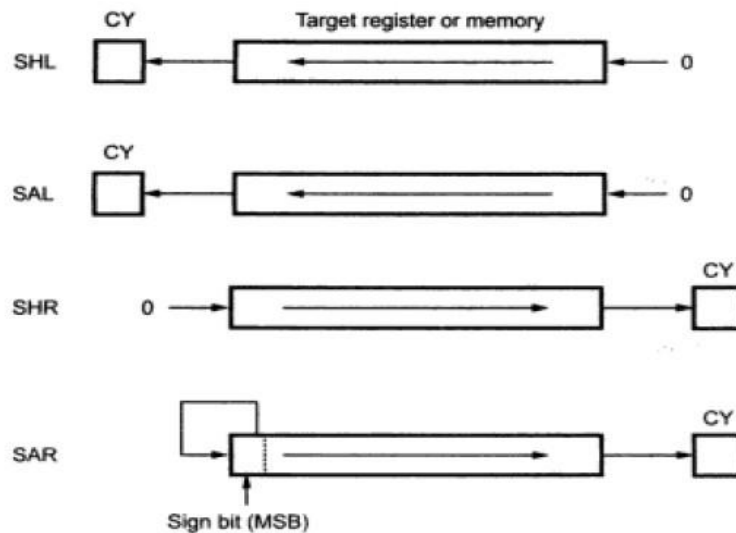 CY Target register or memory
SHL 0
CY
SAL 0
CY
SHR 0
CY
SAR
Sign bit (MSB)